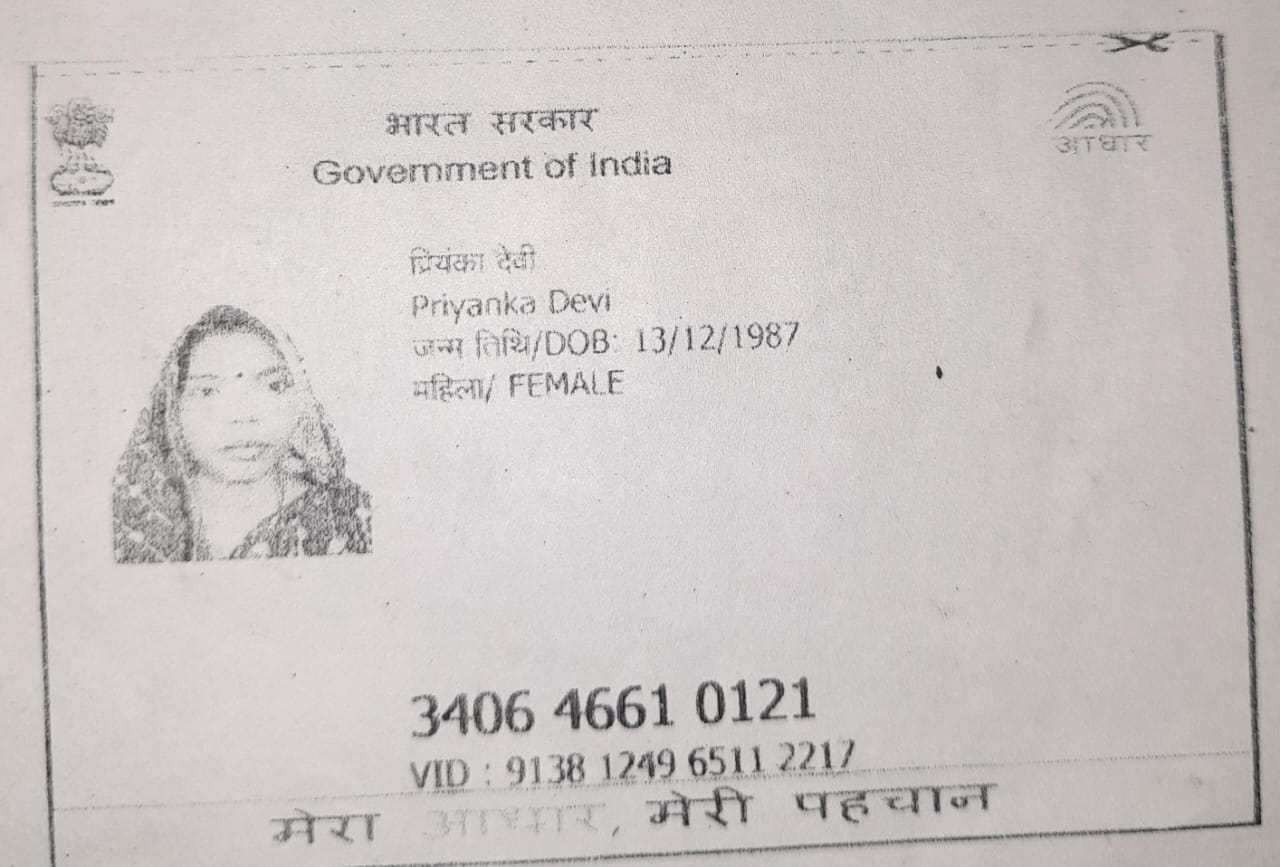 भारत सरकार
Government of India
आधार
प्रियंका देवी
Priyanka Devi
जन्म तिथि/DOB: 13/12/1987
महिला/ FEMALE
3406 4661 0121
VID : 9138 1249 6511 2217
मेरा आधार, मेरी पहचान